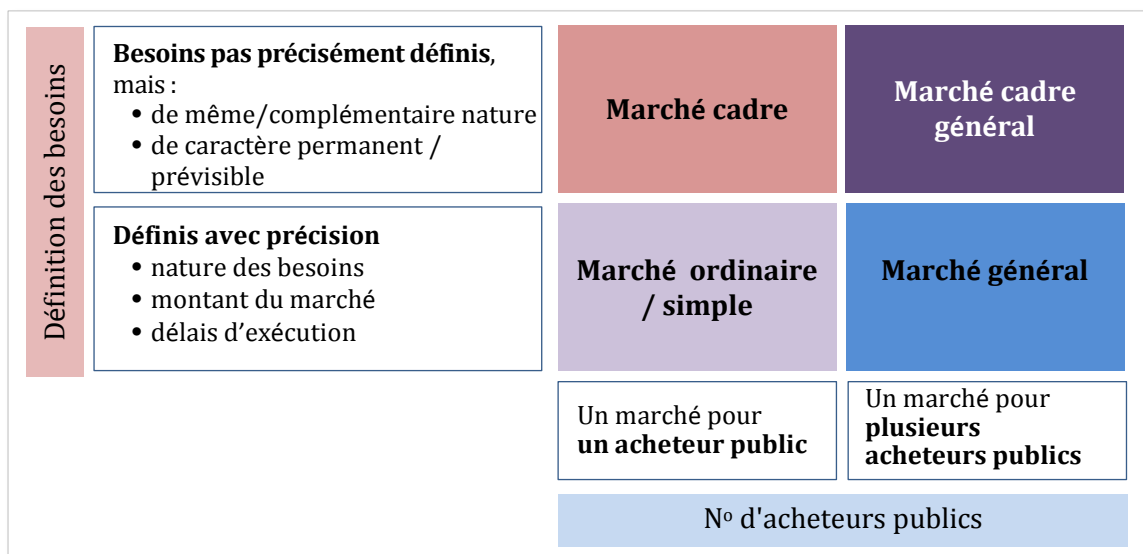 Définition des besoins
Besoins pas précisément définis,
mais :
• de même/complémentaire nature
• de caractère permanent /
prévisible
Marché cadre
Marché cadre
général
Définis avec précision
• nature des besoins
• montant du marché
• délais d'exécution
Marché ordinaire
/ simple
Marché général
Un marché pour
un acheteur public
Un marché pour
plusieurs
acheteurs publics
Nº d'acheteurs publics